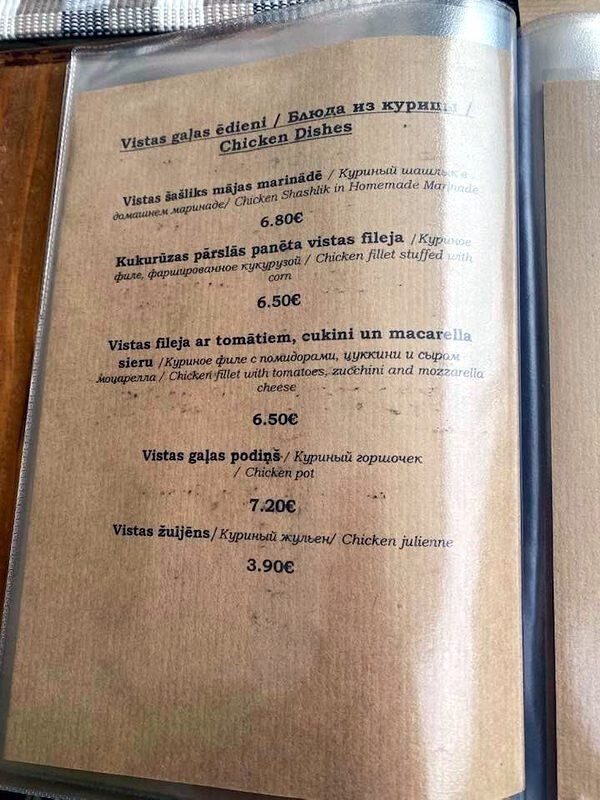 Vistas gaļas ēdieni / Блюда из курицы /
Chicken Dishes
Vistas šašliks mājas marinādē / Куриный шашлык в
домашнем маринаде/ Chicken Shashlik in Homemade Marinade
6.80€
Kukurūzas pārslās panēta vistas fileja /Куриное
филе, фаршированное кукурузой / Chicken fillet stuffed with
corn
6.50€
Vistas fileja ar tomātiem, cukini un macarella
sieru /Куриное филе с помидорами, цуккини и сыром
моцарелла / Chicken fillet with tomatoes, zucchini and mozzarella
cheese
6.50€
Vistas gaļas podiņš / Куриный горшочек
/ Chicken pot
7.20€
Vistas žuljēns/Куриный жульен/ Chicken julienne
3.90€